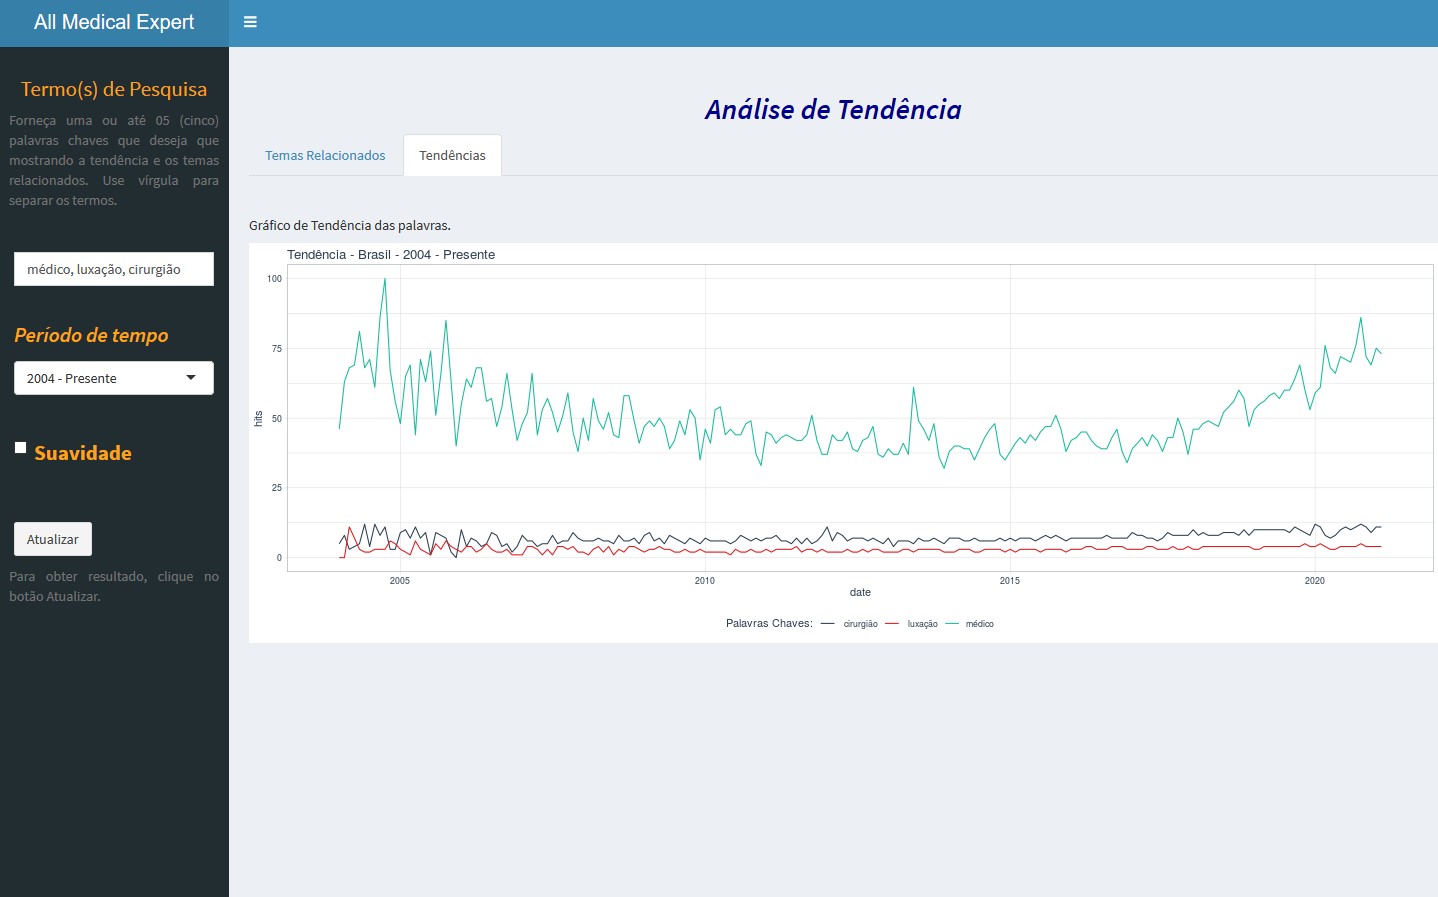 All Medical Expert
Termo(s) de Pesquisa
Forneça uma ou até 05 (cinco)
palavras chaves que deseja que
mostrando a tendência e os temas
relacionados. Use vírgula para
separar os termos.
médico, luxação, cirurgião
Período de tempo
2004 - Presente
Suavidade
Atualizar
Para obter resultado, clique no
botão Atualizar.
Análise de Tendência
Temas Relacionados
Tendências
Gráfico de Tendência das palavras.
Tendência - Brasil - 2004 - Presente
100
75
50
25
0
hits
2005 2010 2015 2020
date
Palavras Chaves: cirurgião luxação médico